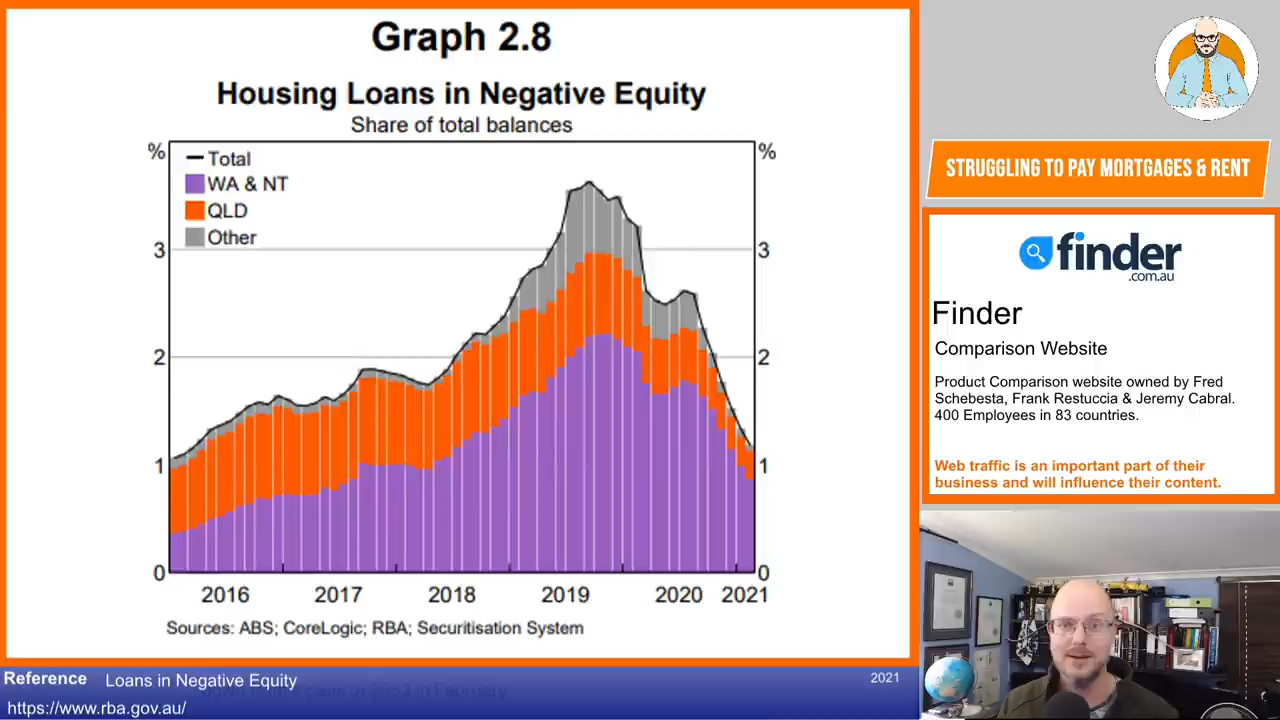 Graph 2.8
Housing Loans in Negative Equity
Share of total balances
%
%
Total
WA & NT
QLD
Other
3
3
2
2
1
1
0
0
2016
2017
2018
2019
2020
2021
Sources: ABS; CoreLogic; RBA; Securitisation System
Reference
Loans in Negative Equity
2021
https://www.rba.gov.au/
STRUGGLING TO PAY MORTGAGES & RENT
finder
.com.au
Finder
Comparison Website
Product Comparison website owned by Fred
Schebesta, Frank Restuccia & Jeremy Cabral.
400 Employees in 83 countries.
Web traffic is an important part of their
business and will influence their content.